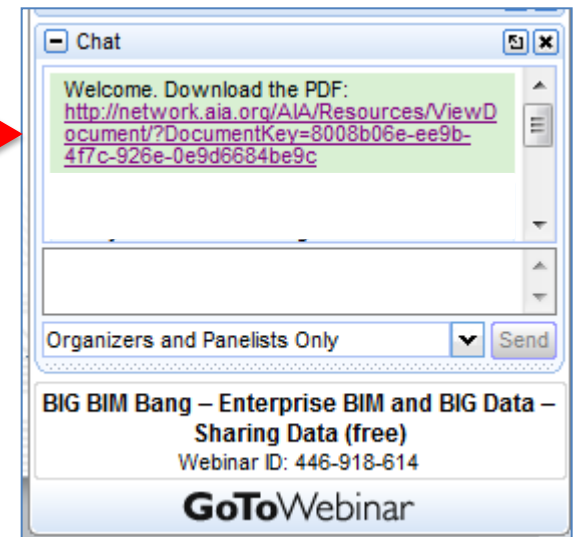 Chat
Welcome. Download the PDF:
http://network.aia.org/AIA/Resources/ViewD
ocument/?DocumentKey=8008b06e-ee9b-
4f7c-926e-0e9d6684be9c
Organizers and Panelists Only
Send
BIG BIM Bang – Enterprise BIM and BIG Data –
Sharing Data (free)
Webinar ID: 446-918-614
GoToWebinar